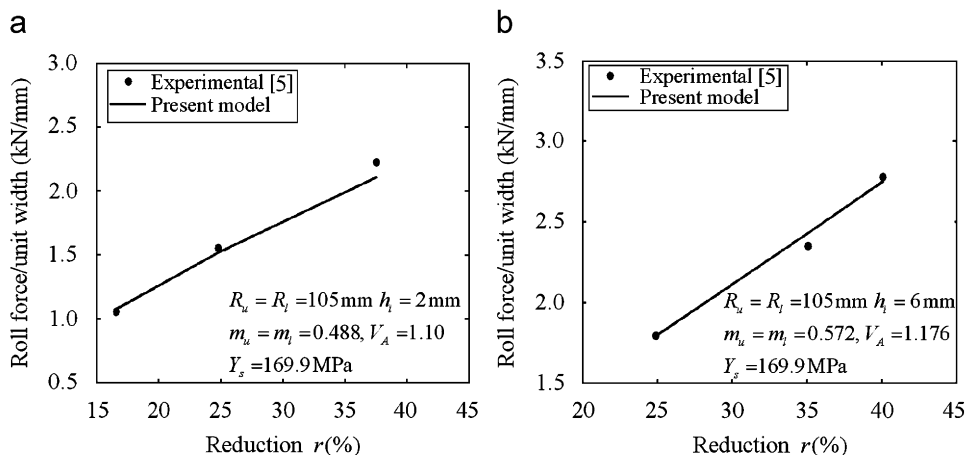 a
3.0
2.5
2.0
1.5
1.0
0.5
Roll force/unit width (kN/mm)
Experimental [5]
Present model
R_u = R_l = 105mm h_i = 2mm
m_u = m_l = 0.488, V_A = 1.10
Y_s = 169.9MPa
15 20 25 30 35 40 45
Reduction r(%)
b
3.5
3.0
2.5
2.0
1.5
Roll force/unit width (kN/mm)
Experimental [5]
Present model
R_u = R_l = 105mm h_i = 6mm
m_u = m_l = 0.572, V_A = 1.176
Y_s = 169.9MPa
20 25 30 35 40 45
Reduction r(%)